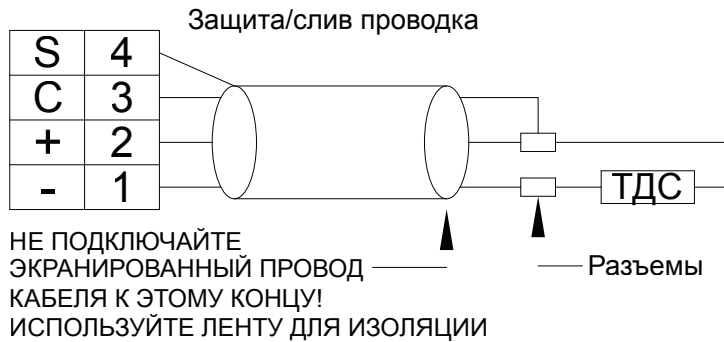 Защита/слив проводка
S 4
C 3
+ 2
- 1
ТДС
НЕ ПОДКЛЮЧАЙТЕ
ЭКРАНИРОВАННЫЙ ПРОВОД
КАБЕЛЯ К ЭТОМУ КОНЦУ!
ИСПОЛЬЗУЙТЕ ЛЕНТУ ДЛЯ ИЗОЛЯЦИИ
Разъемы